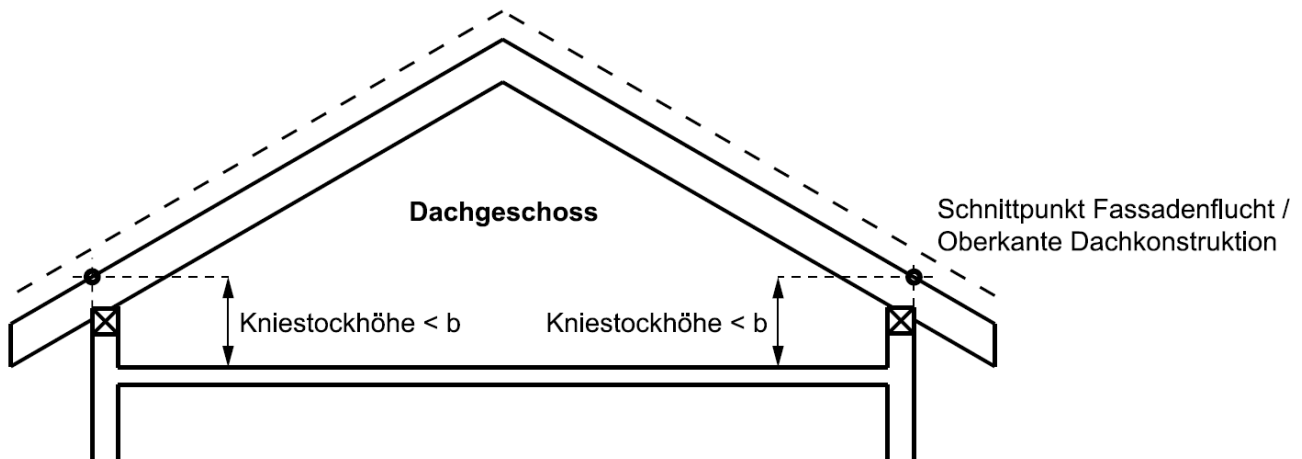 Dachgeschoss
Schnittpunkt Fassadenflucht /
Oberkante Dachkonstruktion
Kniestockhöhe < b
Kniestockhöhe < b